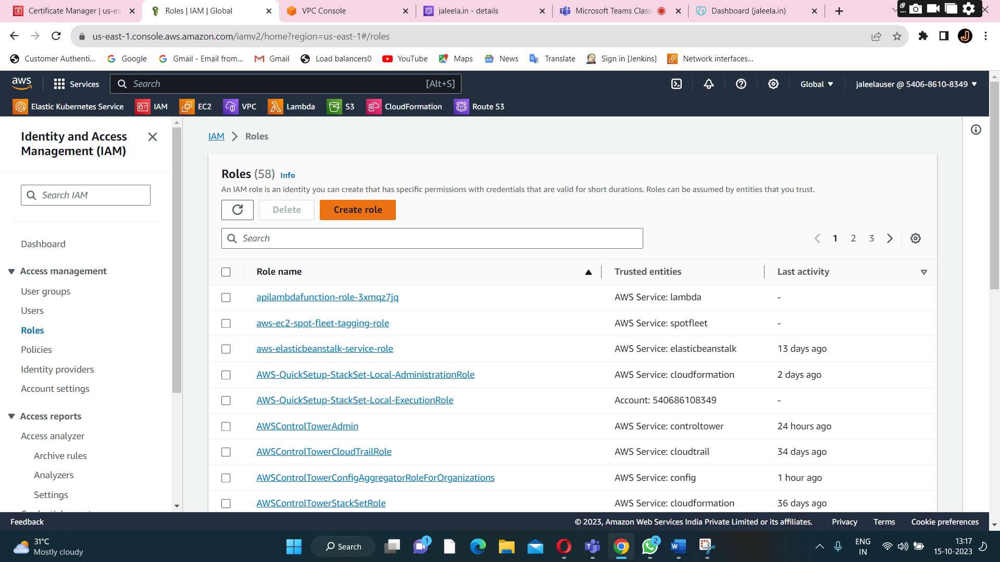 Certificate Manager | us-ea
Roles | IAM | Global
VPC Console
jaleela.in - details
Microsoft Teams Classi
Dashboard (jaleela.in)
us-east-1.console.aws.amazon.com/iamv2/home?region=us-east-1#/roles
Customer Authenti...
Google
Gmail - Email from...
Gmail
Load balancers0
YouTube
Maps
News
Translate
Sign in [Jenkins]
Network interfaces...
aws
Services
Search
[Alt+S]
Global
jaleelauser @ 5406-8610-8349
Elastic Kubernetes Service
IAM
EC2
VPC
Lambda
S3
CloudFormation
Route 53
Identity and Access
Management (IAM)
Search IAM
Dashboard
Access management
User groups
Users
Roles
Policies
Identity providers
Account settings
Access reports
Access analyzer
Archive rules
Analyzers
Settings
IAM > Roles
Roles (58) Info
An IAM role is an identity you can create that has specific permissions with credentials that are valid for short durations. Roles can be assumed by entities that you trust.
Delete
Create role
Search
1 2 3
Role name Trusted entities Last activity
apilambdafunction-role-3xmqz7jq AWS Service: lambda -
aws-ec2-spot-fleet-tagging-role AWS Service: spotfleet -
aws-elasticbeanstalk-service-role AWS Service: elasticbeanstalk 13 days ago
AWS-QuickSetup-StackSet-Local-AdministrationRole AWS Service: cloudformation 2 days ago
AWS-QuickSetup-StackSet-Local-ExecutionRole Account: 540686108349 -
AWSControlTowerAdmin AWS Service: controltower 24 hours ago
AWSControlTowerCloudTrailRole AWS Service: cloudtrail 34 days ago
AWSControlTowerConfigAggregatorRoleForOrganizations AWS Service: config 1 hour ago
AWSControlTowerStackSetRole AWS Service: cloudformation 36 days ago
Feedback
© 2023, Amazon Web Services India Private Limited or its affiliates.
Privacy
Terms
Cookie preferences
31°C
Mostly cloudy
Search
1
2
ENG
IN
13:17
15-10-2023